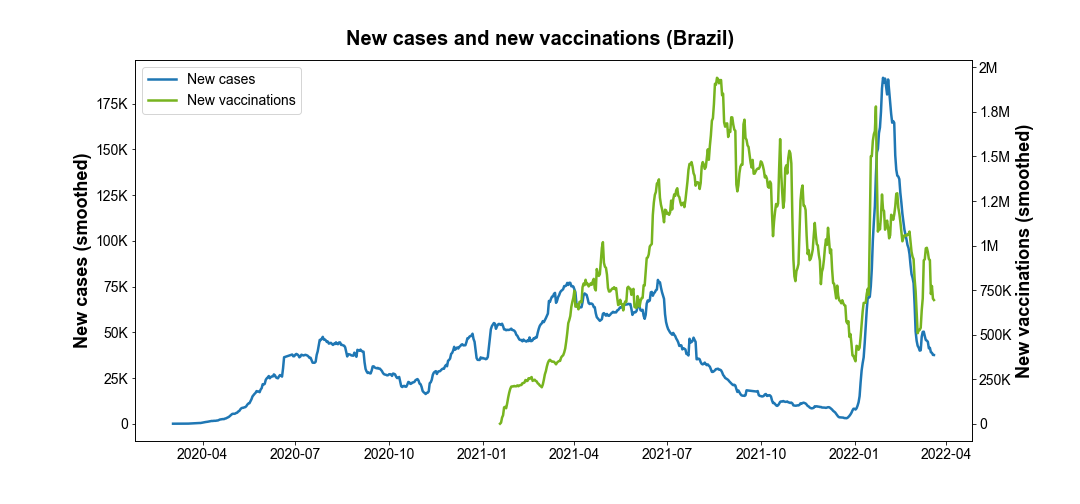 New cases and new vaccinations (Brazil)
New cases
New vaccinations
New cases (smoothed)
175K
150K
125K
100K
75K
50K
25K
0
2M
1.8M
1.5M
1.2M
1M
750K
500K
250K
0
New vaccinations (smoothed)
2020-04
2020-07
2020-10
2021-01
2021-04
2021-07
2021-10
2022-01
2022-04